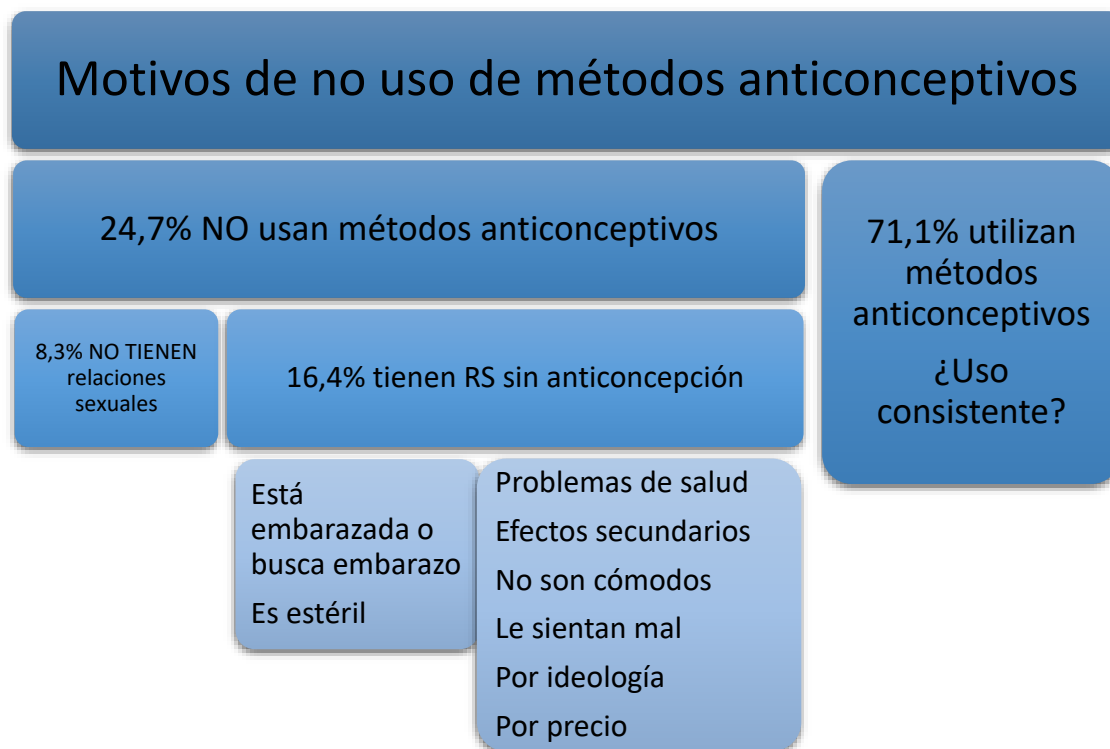 Motivos de no uso de métodos anticonceptivos
24,7% NO usan métodos anticonceptivos
71,1% utilizan
métodos
anticonceptivos
¿Uso
consistente?
8,3% NO TIENEN
relaciones
sexuales
16,4% tienen RS sin anticoncepción
Está
embarazada o
busca embarazo
Es estéril
Problemas de salud
Efectos secundarios
No son cómodos
Le sientan mal
Por ideología
Por precio